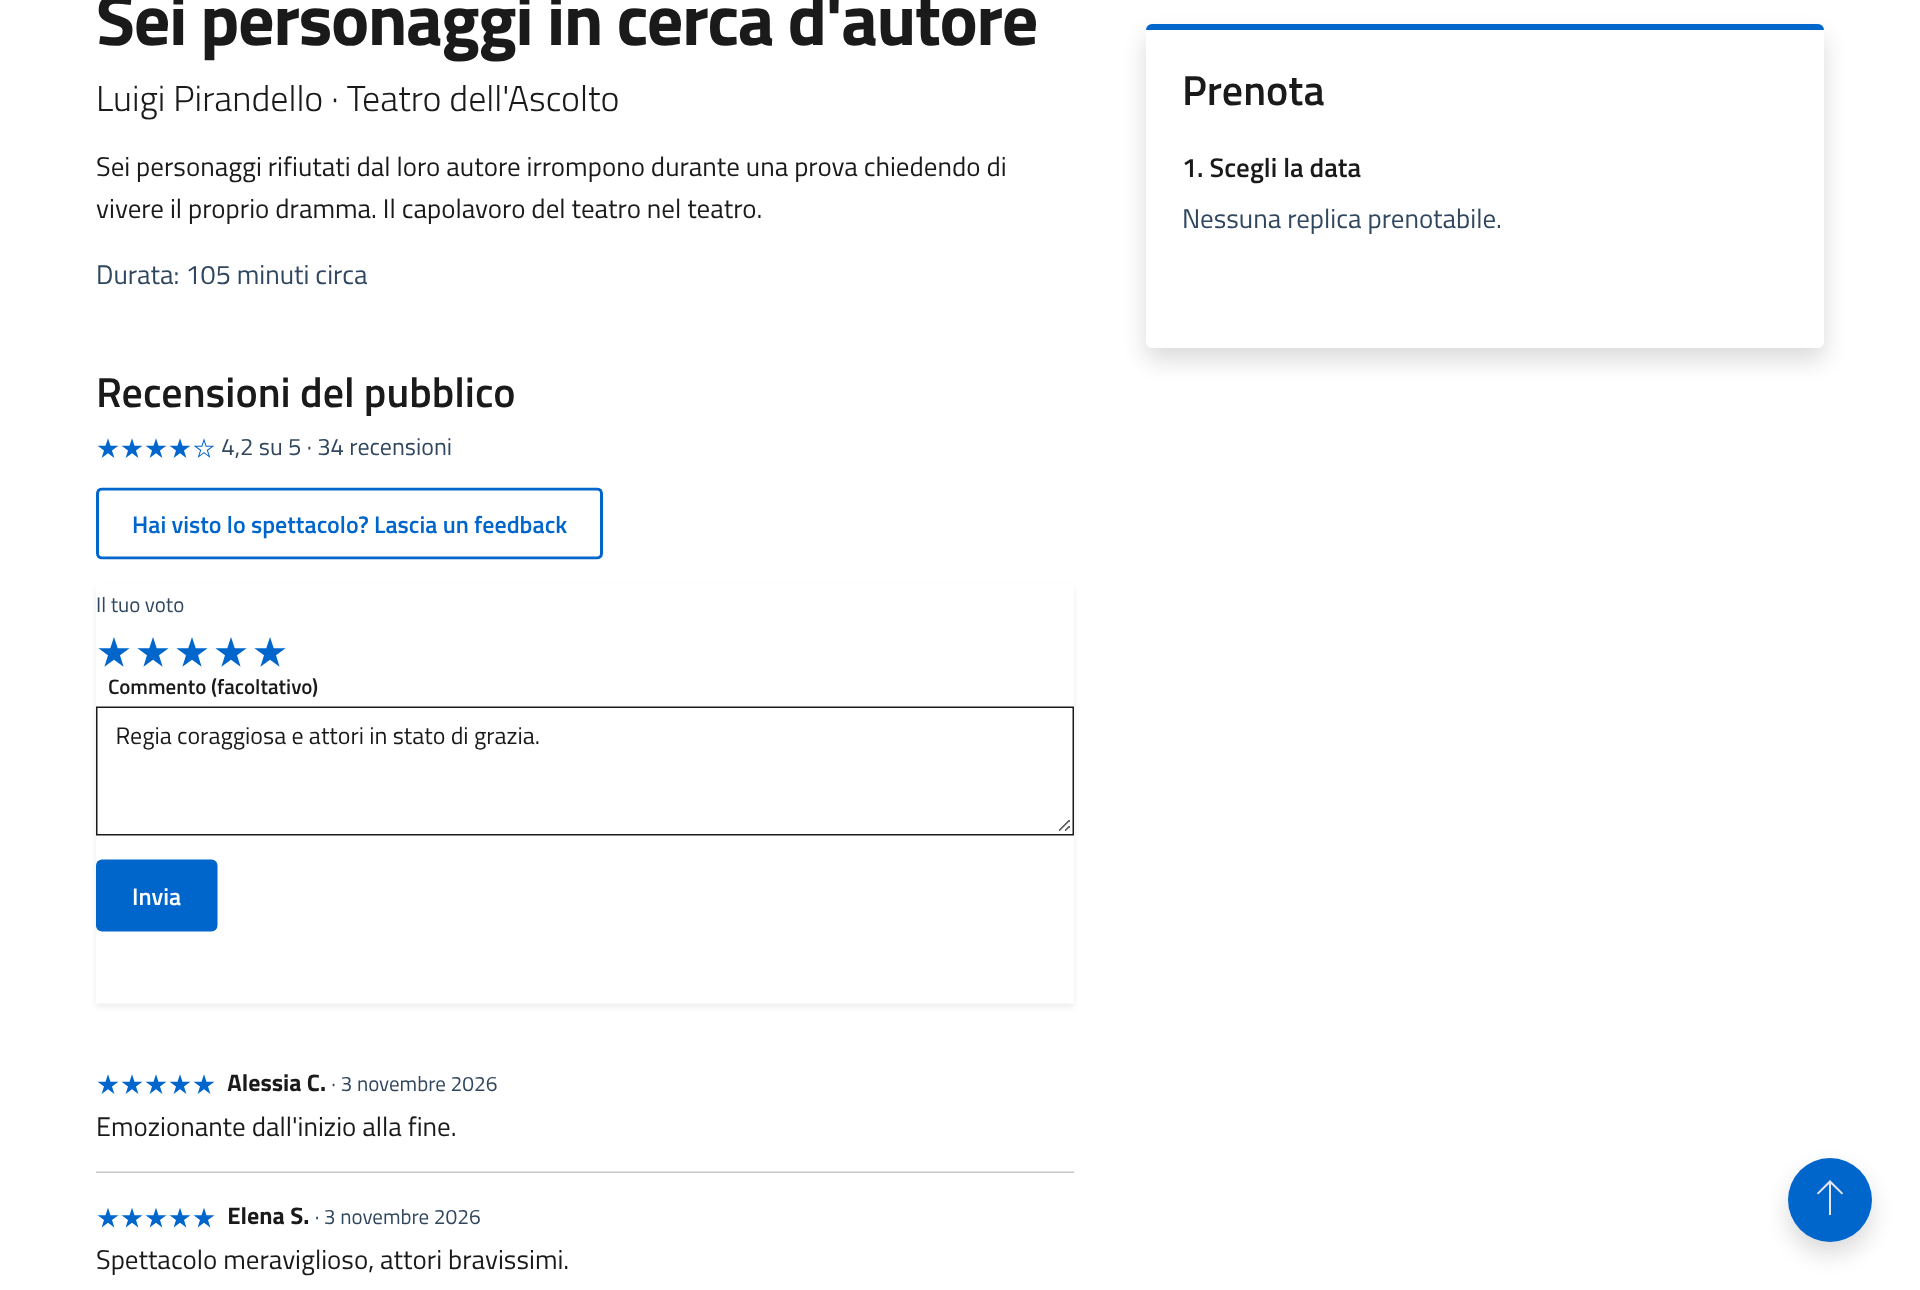 Sei personaggi in cerca d'autore
Luigi Pirandello · Teatro dell'Ascolto
Sei personaggi rifiutati dal loro autore irrompono durante una prova chiedendo di
vivere il proprio dramma. Il capolavoro del teatro nel teatro.
Durata: 105 minuti circa
Recensioni del pubblico
★★★★☆ 4,2 su 5 · 34 recensioni
Hai visto lo spettacolo? Lascia un feedback
Il tuo voto
★★★★★
Commento (facoltativo)
Regia coraggiosa e attori in stato di grazia.
Invia
★★★★★ Alessia C. · 3 novembre 2026
Emozionante dall'inizio alla fine.
★★★★★ Elena S. · 3 novembre 2026
Spettacolo meraviglioso, attori bravissimi.
Prenota
1. Scegli la data
Nessuna replica prenotabile.